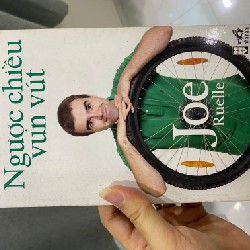 Ngược chiều
vun vút
Joe
Ruelle